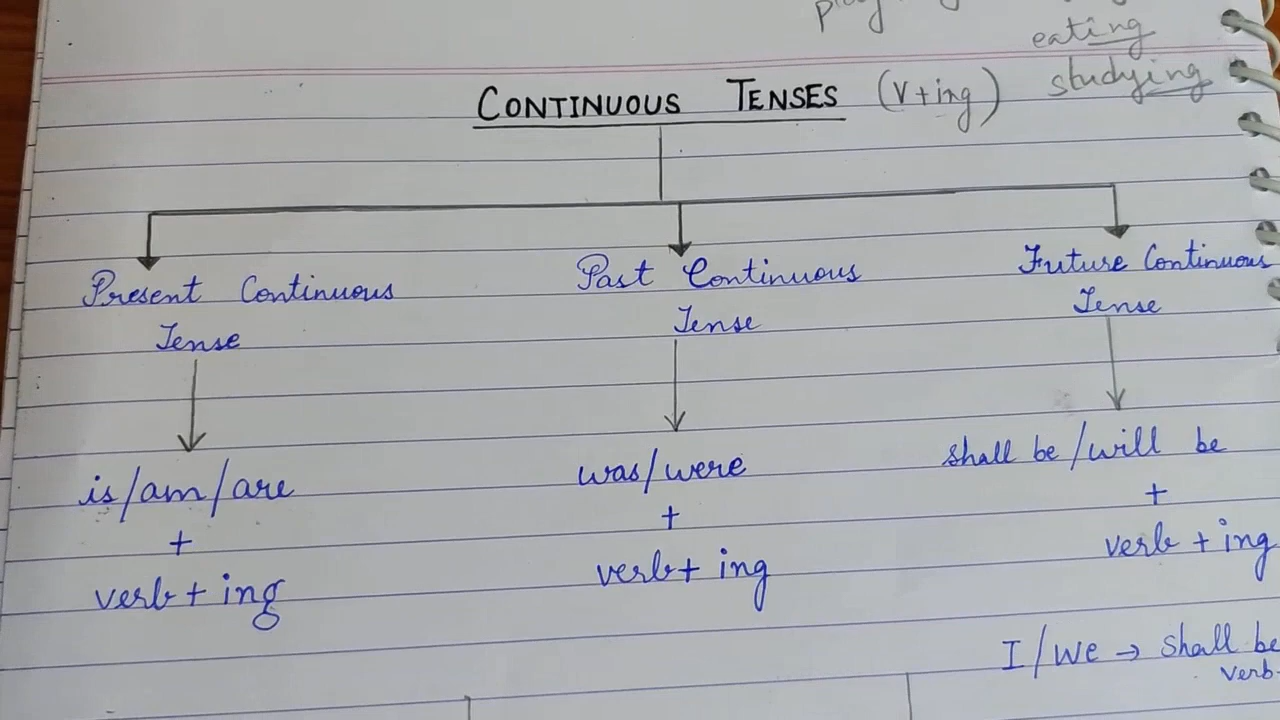 eating
studying
CONTINUOUS TENSES (V+ing)
Present Continuous
Tense
Past Continuous
Tense
Future Continuous
Tense
is/am/are
+
verb + ing
was/were
+
verb + ing
shall be/will be
+
verb + ing
I/we → shall be
verb